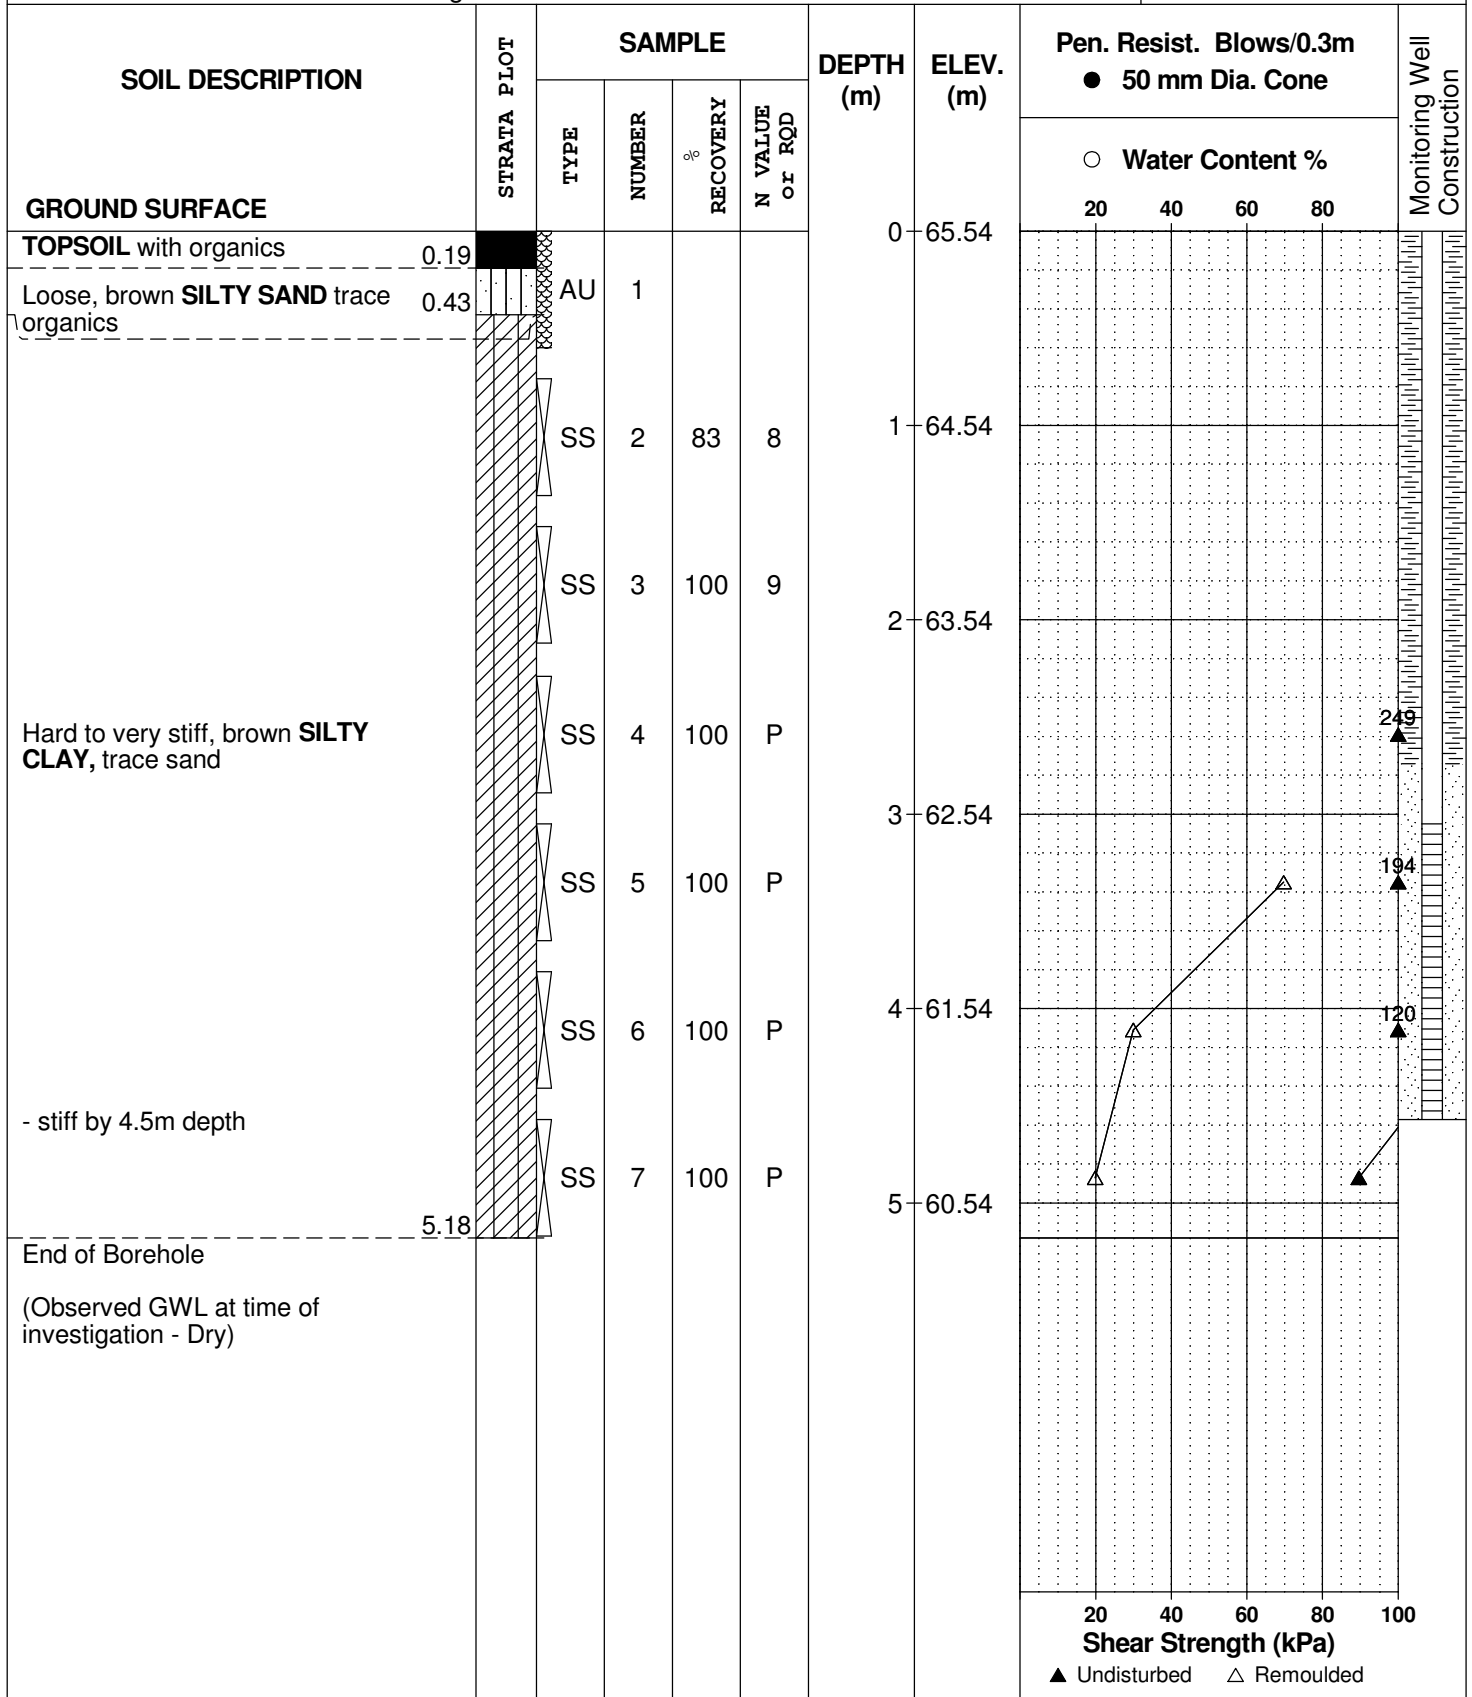 SOIL DESCRIPTION
GROUND SURFACE
STRATA PLOT
SAMPLE
TYPE
NUMBER
% RECOVERY
N VALUE or RQD
DEPTH (m)
ELEV. (m)
Pen. Resist. Blows/0.3m
● 50 mm Dia. Cone
○ Water Content %
20 40 60 80
Monitoring Well Construction
TOPSOIL with organics 0.19
0 65.54
Loose, brown SILTY SAND trace 0.43
organics
AU 1
SS 2 83 8
1 64.54
SS 3 100 9
2 63.54
Hard to very stiff, brown SILTY
CLAY, trace sand
SS 4 100 P
249
3 62.54
SS 5 100 P
194
4 61.54
SS 6 100 P
120
- stiff by 4.5m depth
SS 7 100 P
5 60.54
5.18
End of Borehole
(Observed GWL at time of
investigation - Dry)
20 40 60 80 100
Shear Strength (kPa)
▲ Undisturbed △ Remoulded